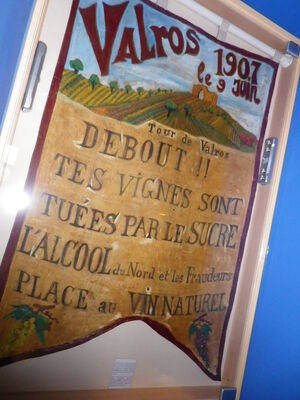 VALROS
1907
le 9 Juin
Tour de Valros
DEBOUT !!
TES VIGNES SONT
TUÉES PAR LE SUCRE
L'ALCOOL du Nord et les Fraudeurs
PLACE au VIN NATUREL